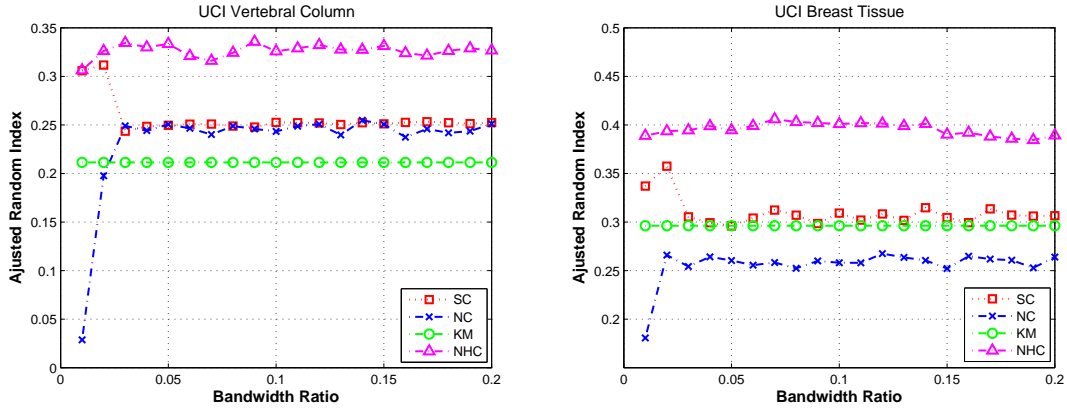 UCI Vertebral Column
Ajusted Random Index
0.35
0.3
0.25
0.2
0.15
0.1
0.05
0
0
0.05
0.1
0.15
0.2
Bandwidth Ratio
SC
NC
KM
NHC
UCI Breast Tissue
Ajusted Random Index
0.5
0.45
0.4
0.35
0.3
0.25
0.2
0
0.05
0.1
0.15
0.2
Bandwidth Ratio
SC
NC
KM
NHC